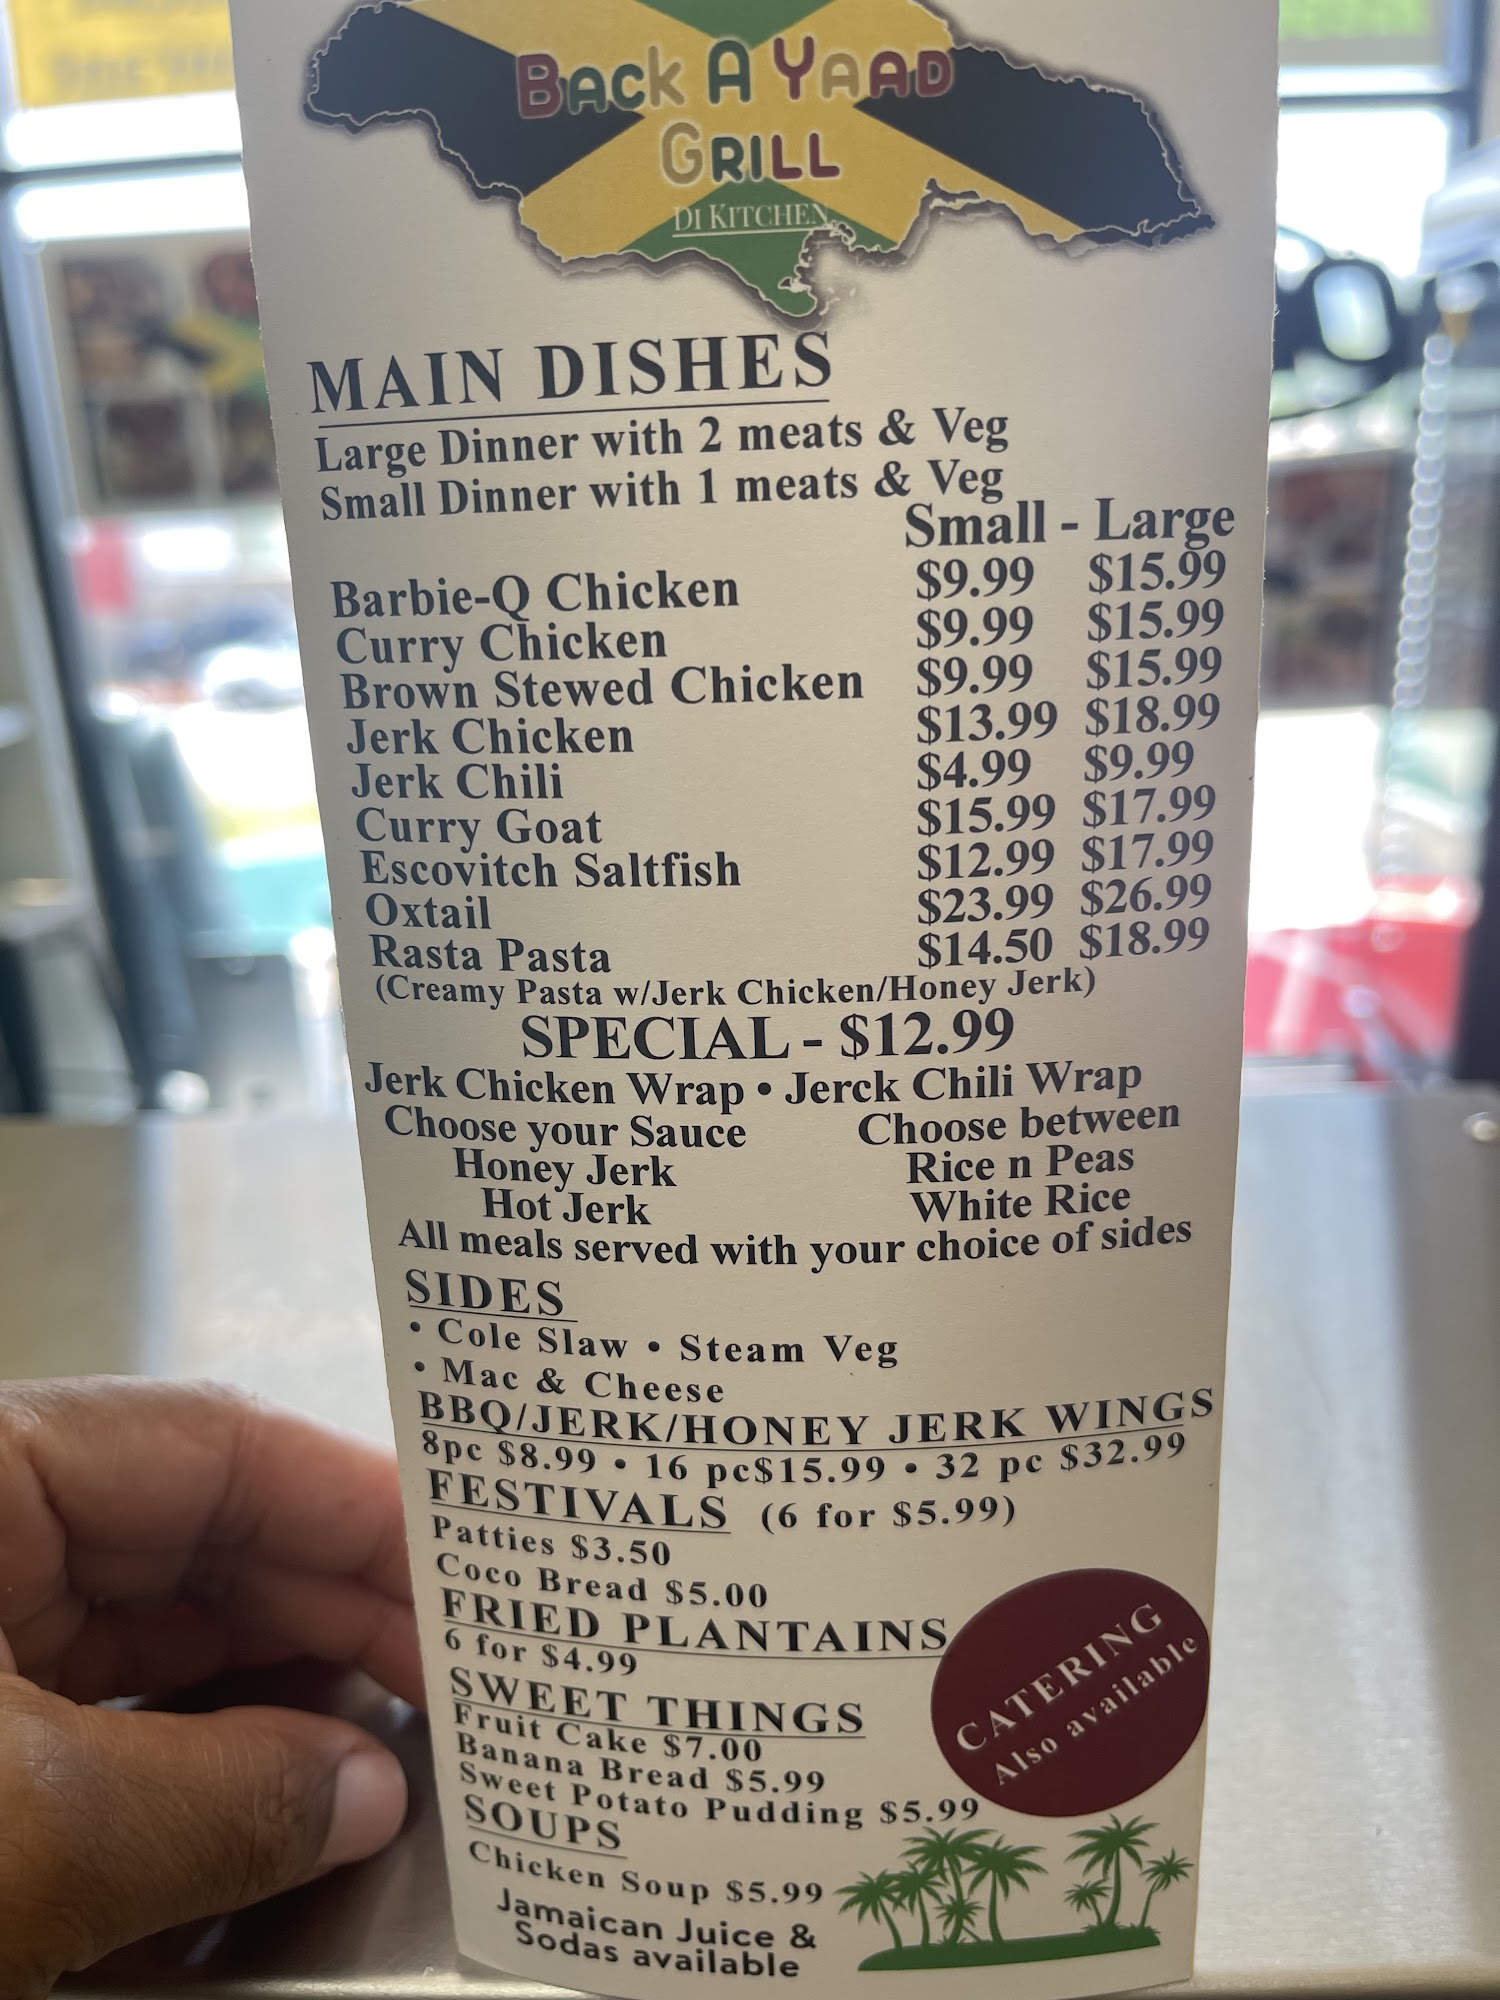 BACK A YAAD
GRILL
DI KITCHEN
MAIN DISHES
Large Dinner with 2 meats & Veg
Small Dinner with 1 meats & Veg
Small - Large
Barbie-Q Chicken $9.99 $15.99
Curry Chicken $9.99 $15.99
Brown Stewed Chicken $9.99 $15.99
Jerk Chicken $13.99 $18.99
Jerk Chili $4.99 $9.99
Curry Goat $15.99 $17.99
Escovitch Saltfish $12.99 $17.99
Oxtail $23.99 $26.99
Rasta Pasta $14.50 $18.99
(Creamy Pasta w/Jerk Chicken/Honey Jerk)
SPECIAL - $12.99
Jerk Chicken Wrap • Jerck Chili Wrap
Choose your Sauce Choose between
Honey Jerk Rice n Peas
Hot Jerk White Rice
All meals served with your choice of sides
SIDES
• Cole Slaw • Steam Veg
• Mac & Cheese
BBQ/JERK/HONEY JERK WINGS
8pc $8.99 • 16 pc$15.99 • 32 pc $32.99
FESTIVALS (6 for $5.99)
Patties $3.50
Coco Bread $5.00
FRIED PLANTAINS
6 for $4.99
SWEET THINGS
Fruit Cake $7.00
Banana Bread $5.99
Sweet Potato Pudding $5.99
SOUPS
Chicken Soup $5.99
Jamaican Juice &
Sodas available
CATERING
Also available